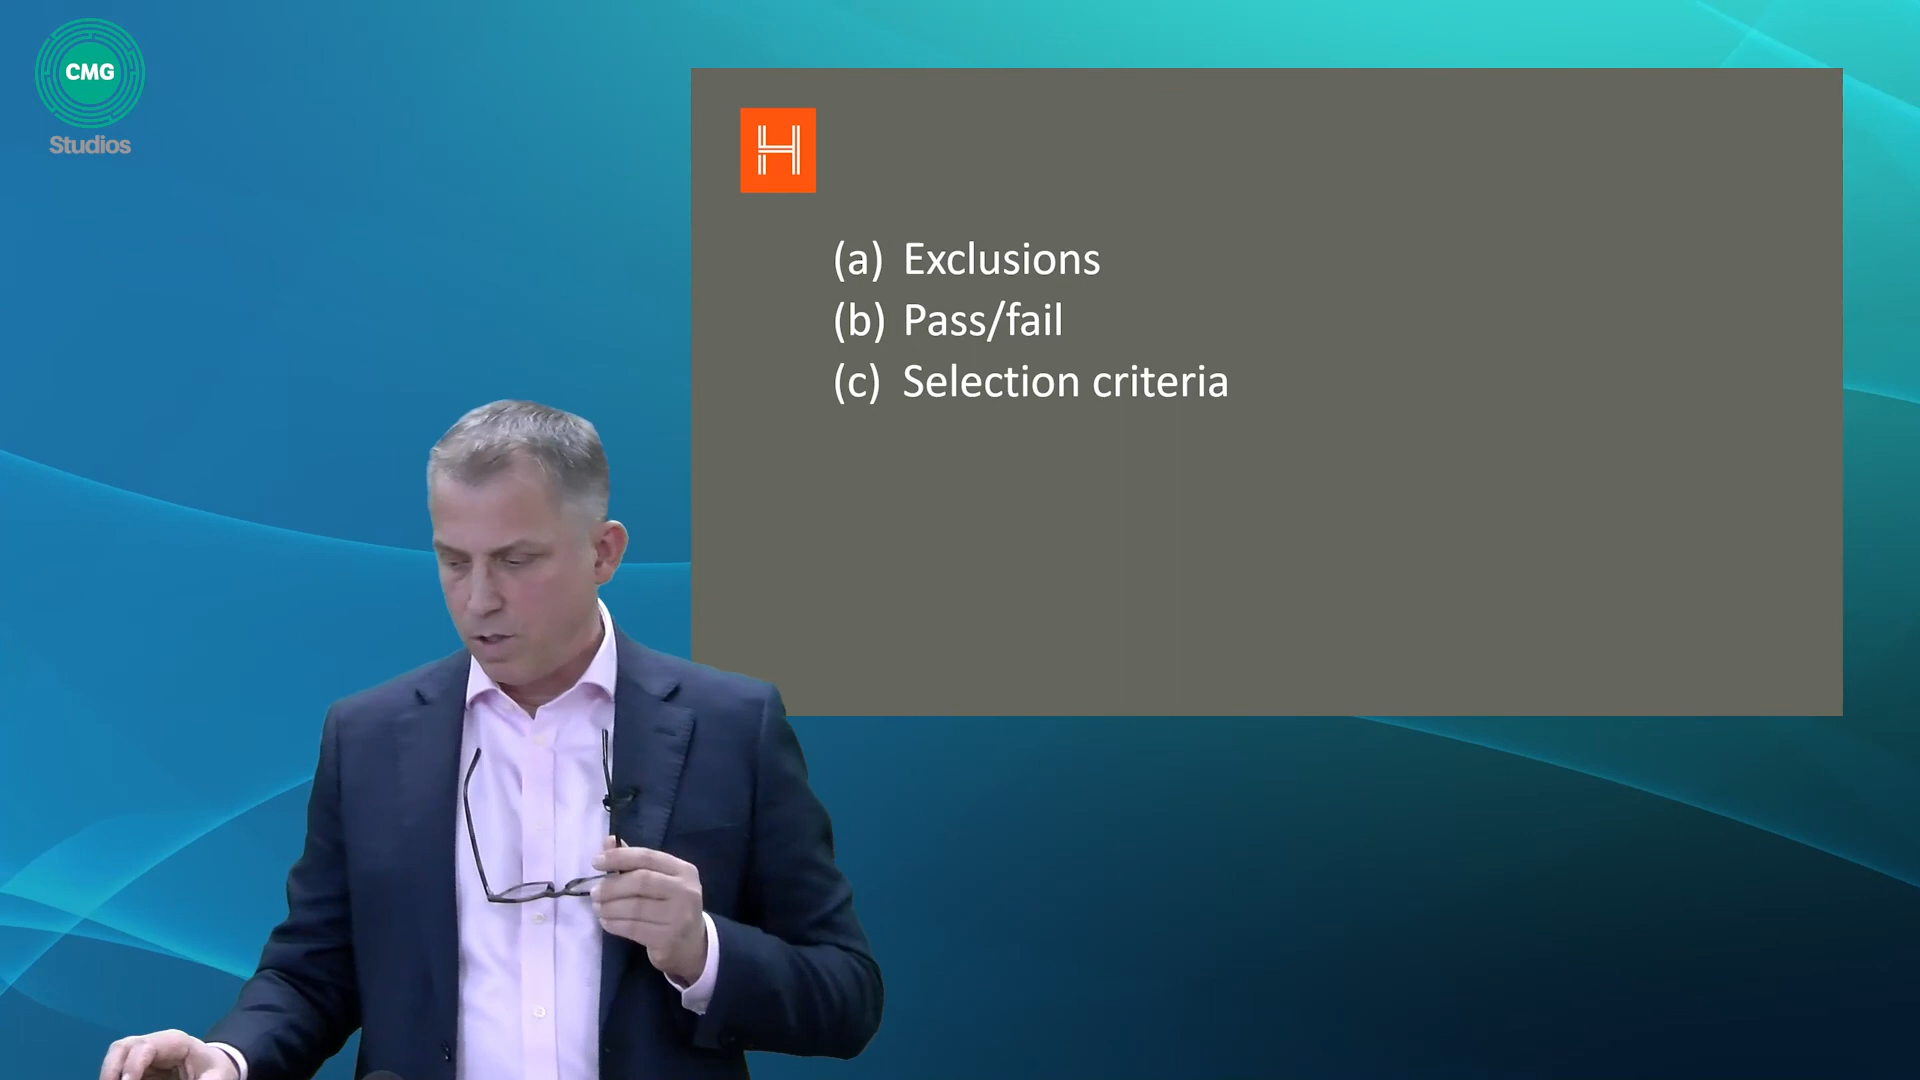 CMG
Studios
H
(a) Exclusions
(b) Pass/fail
(c) Selection criteria